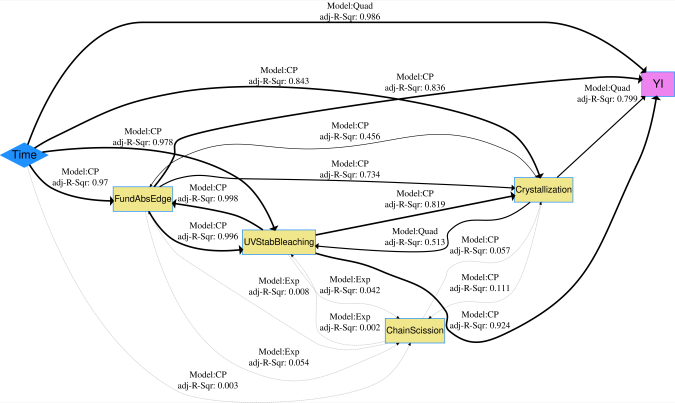 Model:Quad
adj-R-Sqr: 0.986
Model:CP
adj-R-Sqr: 0.843
Model:CP
adj-R-Sqr: 0.836
YI
Model:Quad
adj-R-Sqr: 0.799
Model:CP
adj-R-Sqr: 0.978
Model:CP
adj-R-Sqr: 0.456
Time
Model:CP
adj-R-Sqr: 0.97
Model:CP
adj-R-Sqr: 0.734
FundAbsEdge
Model:CP
adj-R-Sqr: 0.998
Crystallization
Model:CP
adj-R-Sqr: 0.819
Model:CP
adj-R-Sqr: 0.996
UVStabBleaching
Model:Quad
adj-R-Sqr: 0.513
Model:CP
adj-R-Sqr: 0.057
Model:Exp
adj-R-Sqr: 0.008
Model:Exp
adj-R-Sqr: 0.042
Model:CP
adj-R-Sqr: 0.111
Model:Exp
adj-R-Sqr: 0.002
ChainScission
Model:CP
adj-R-Sqr: 0.924
Model:Exp
adj-R-Sqr: 0.054
Model:CP
adj-R-Sqr: 0.003